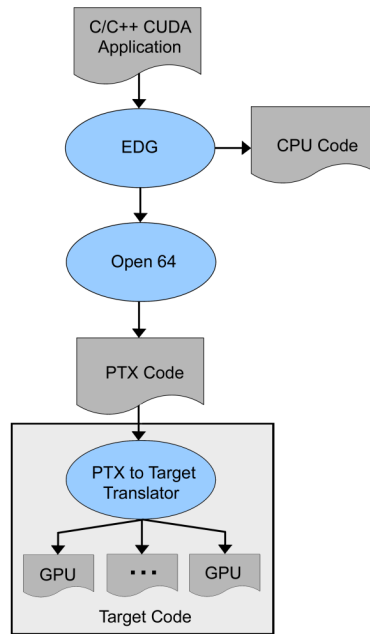 C/C++ CUDA
Application
EDG
CPU Code
Open 64
PTX Code
PTX to Target
Translator
GPU
...
GPU
Target Code